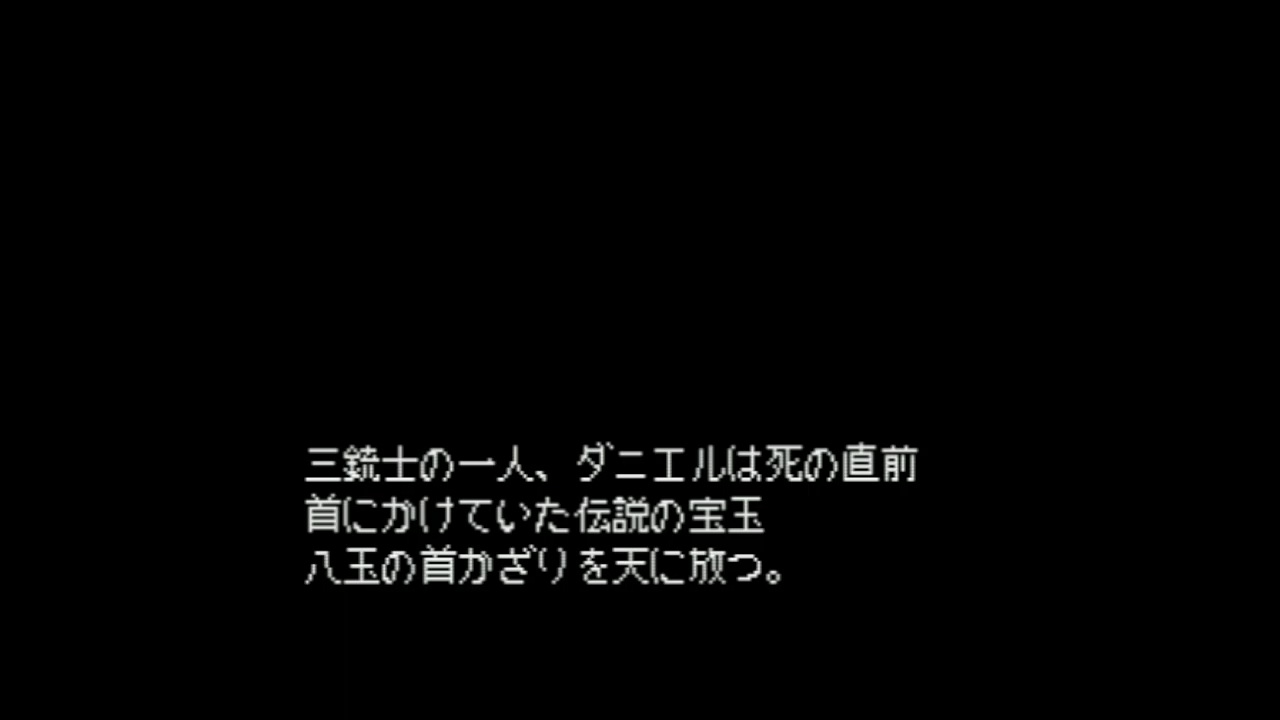 三銃士の一人、ダニエルは死の直前
首にかけていた伝説の宝玉
八玉の首かざりを天に放つ。